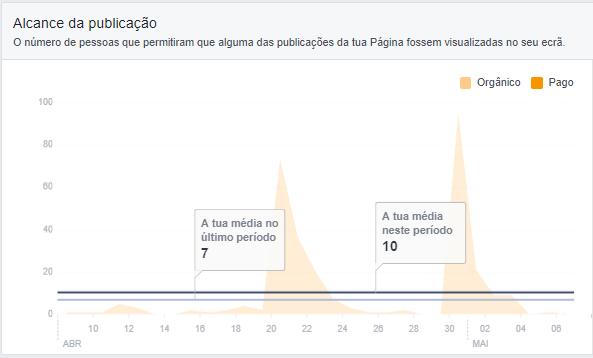 Alcance da publicação
O número de pessoas que permitiram que alguma das publicações da tua Página fossem visualizadas no seu ecrã.
Orgânico Pago
100
80
60
40
20
0
A tua média no
último período
7
A tua média
neste período
10
10 12 14 16 18 20 22 24 26 28 30 02 04 06
ABR MAI